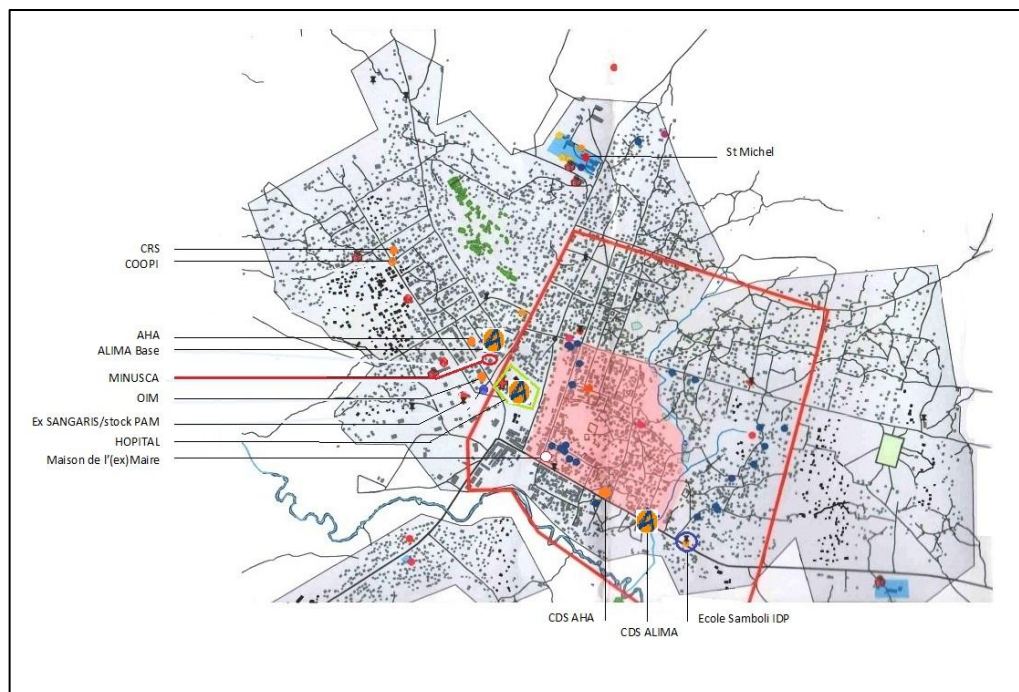 St Michel
CRS
COOPI
AHA
ALIMA Base
MINUSCA
OIM
Ex SANGARIS/stock PAM
HOPITAL
Maison de l'(ex)Maire
CDS AHA
CDS ALIMA
Ecole Samboli IDP